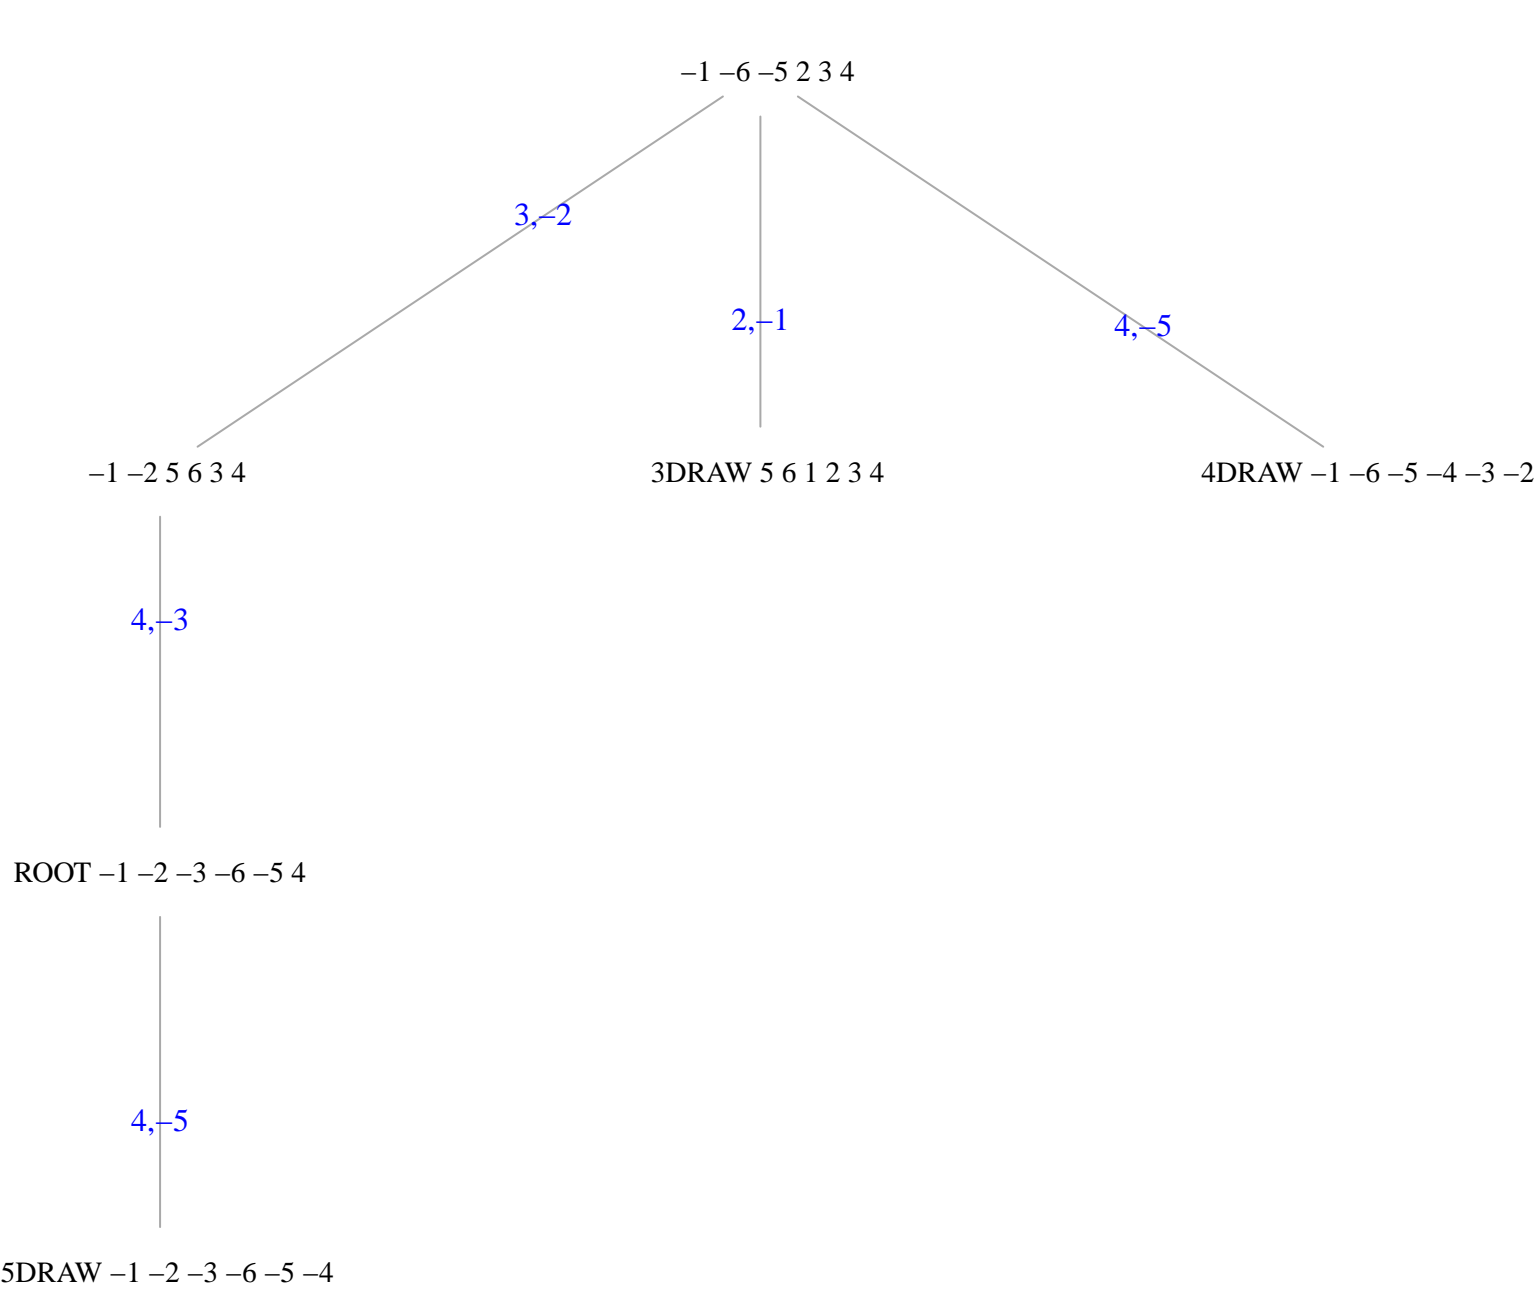 –1 –6 –5 2 3 4
3,–2
2,–1
4,–5
–1 –2 5 6 3 4
3DRAW 5 6 1 2 3 4
4DRAW –1 –6 –5 –4 –3 –2
4,–3
ROOT –1 –2 –3 –6 –5 4
4,–5
5DRAW –1 –2 –3 –6 –5 –4